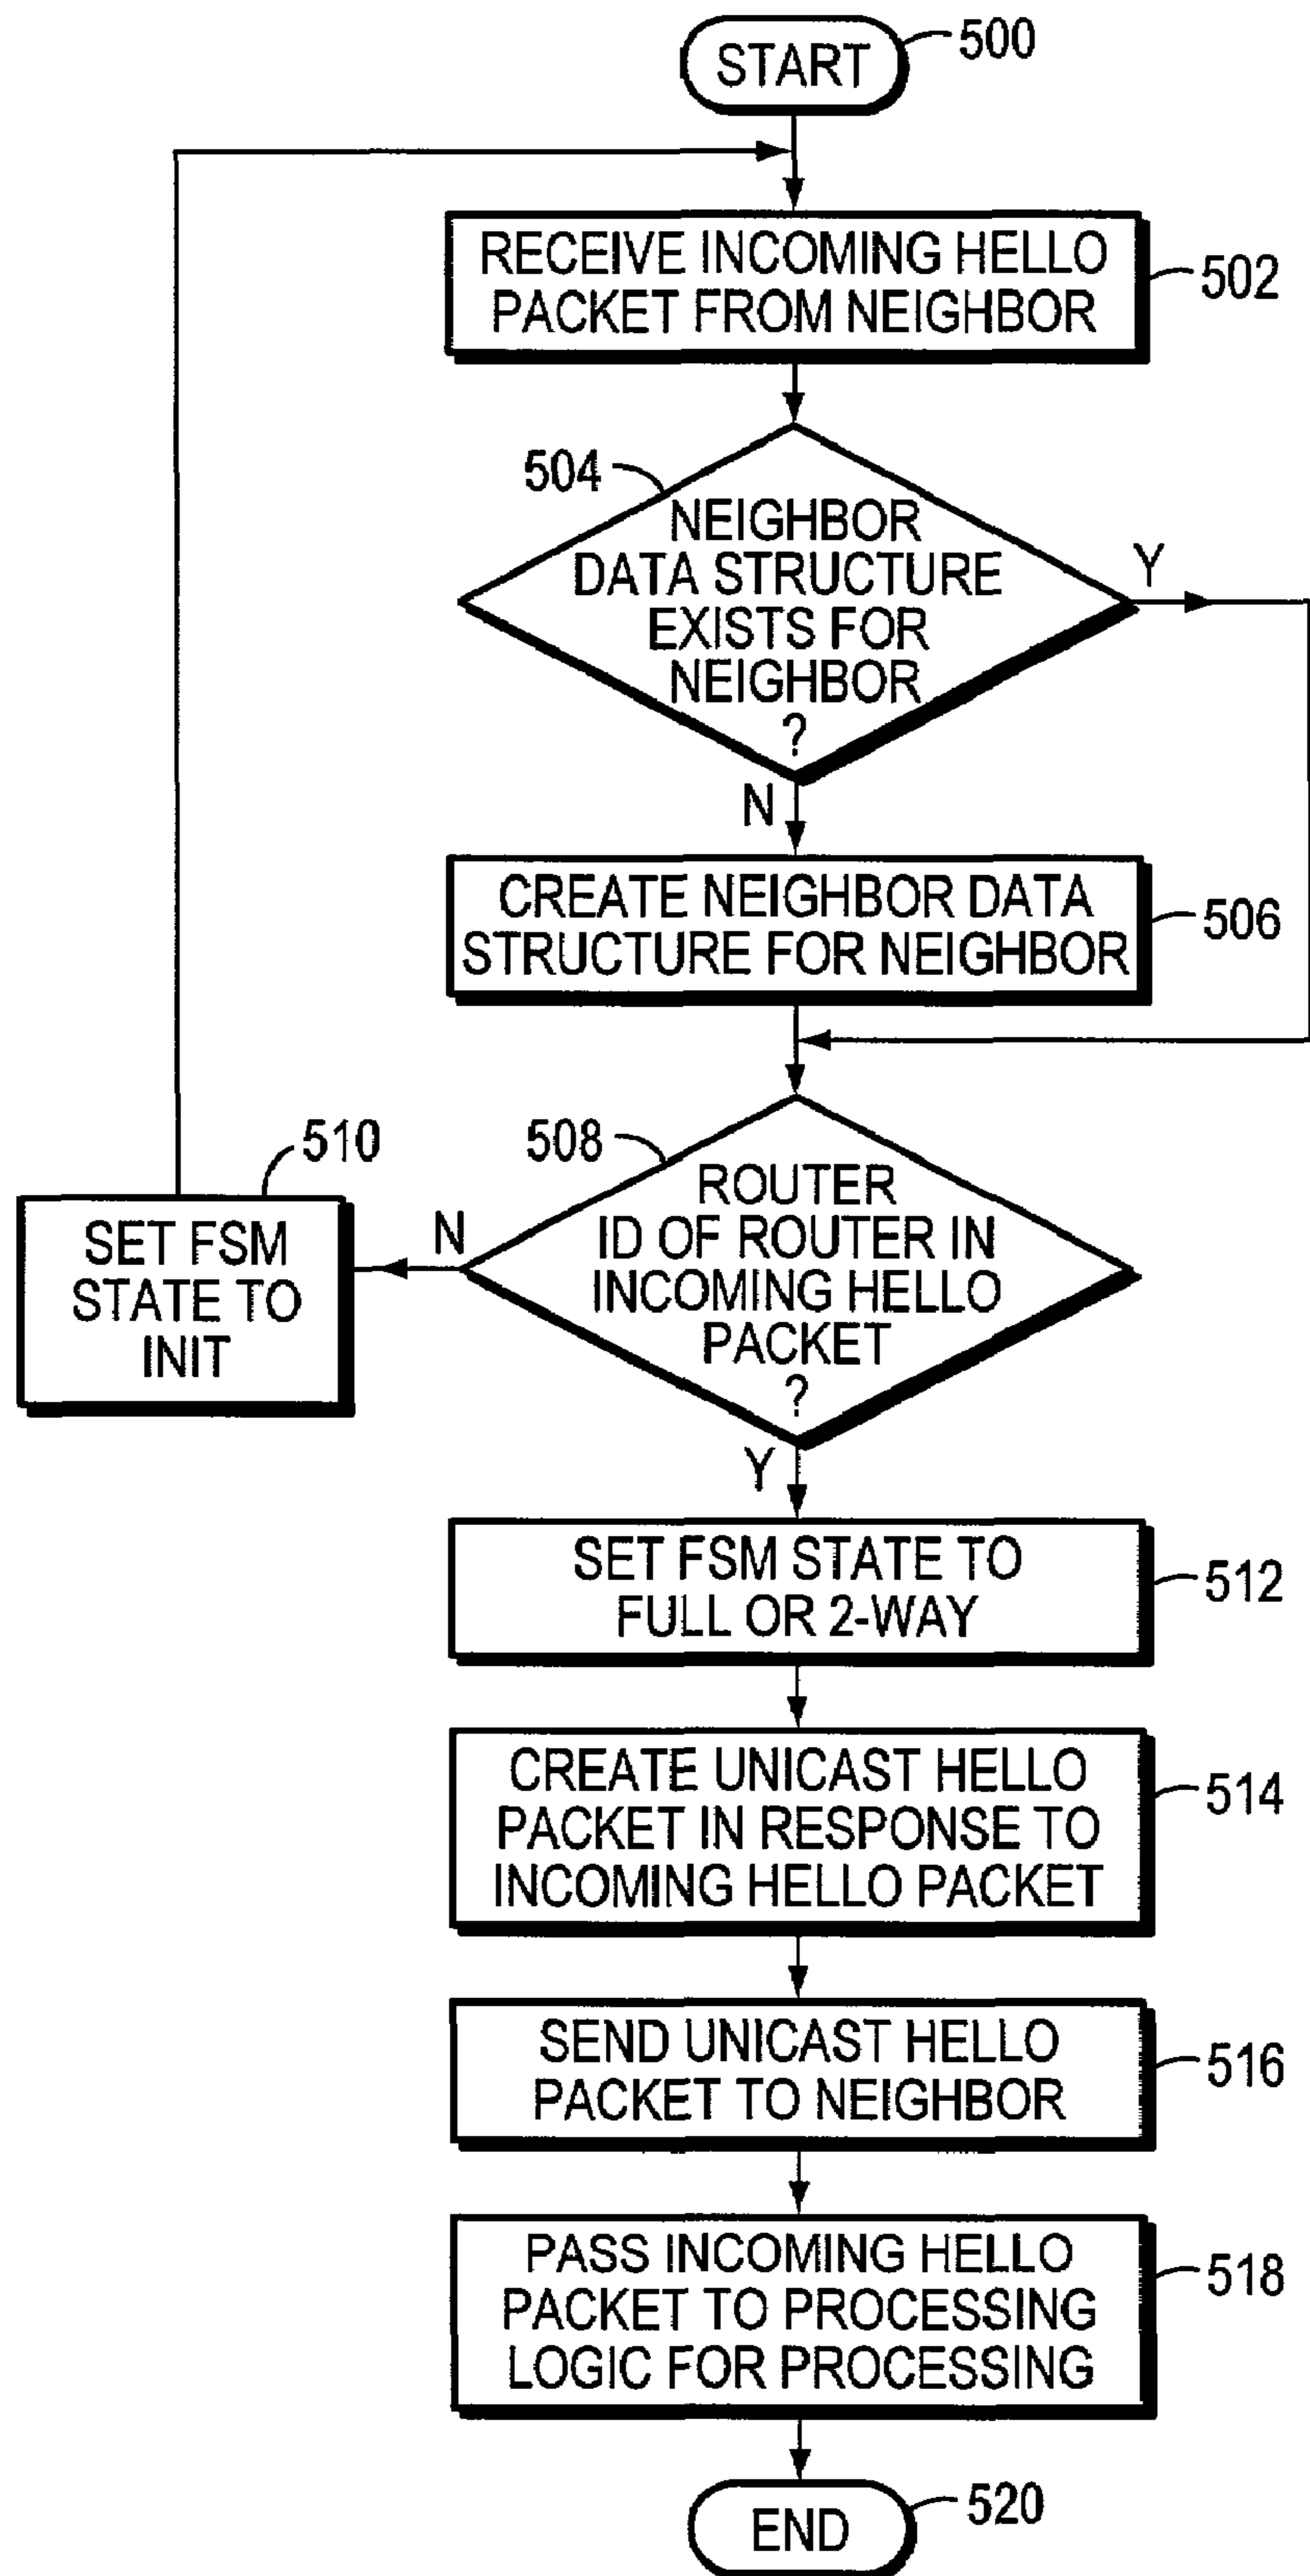 START
500
RECEIVE INCOMING HELLO
PACKET FROM NEIGHBOR
502
504
NEIGHBOR
DATA STRUCTURE
EXISTS FOR
NEIGHBOR
?
Y
N
CREATE NEIGHBOR DATA
STRUCTURE FOR NEIGHBOR
506
508
ROUTER
ID OF ROUTER IN
INCOMING HELLO
PACKET
?
N
510
SET FSM
STATE TO
INIT
Y
SET FSM STATE TO
FULL OR 2-WAY
512
CREATE UNICAST HELLO
PACKET IN RESPONSE TO
INCOMING HELLO PACKET
514
SEND UNICAST HELLO
PACKET TO NEIGHBOR
516
PASS INCOMING HELLO
PACKET TO PROCESSING
LOGIC FOR PROCESSING
518
END
520